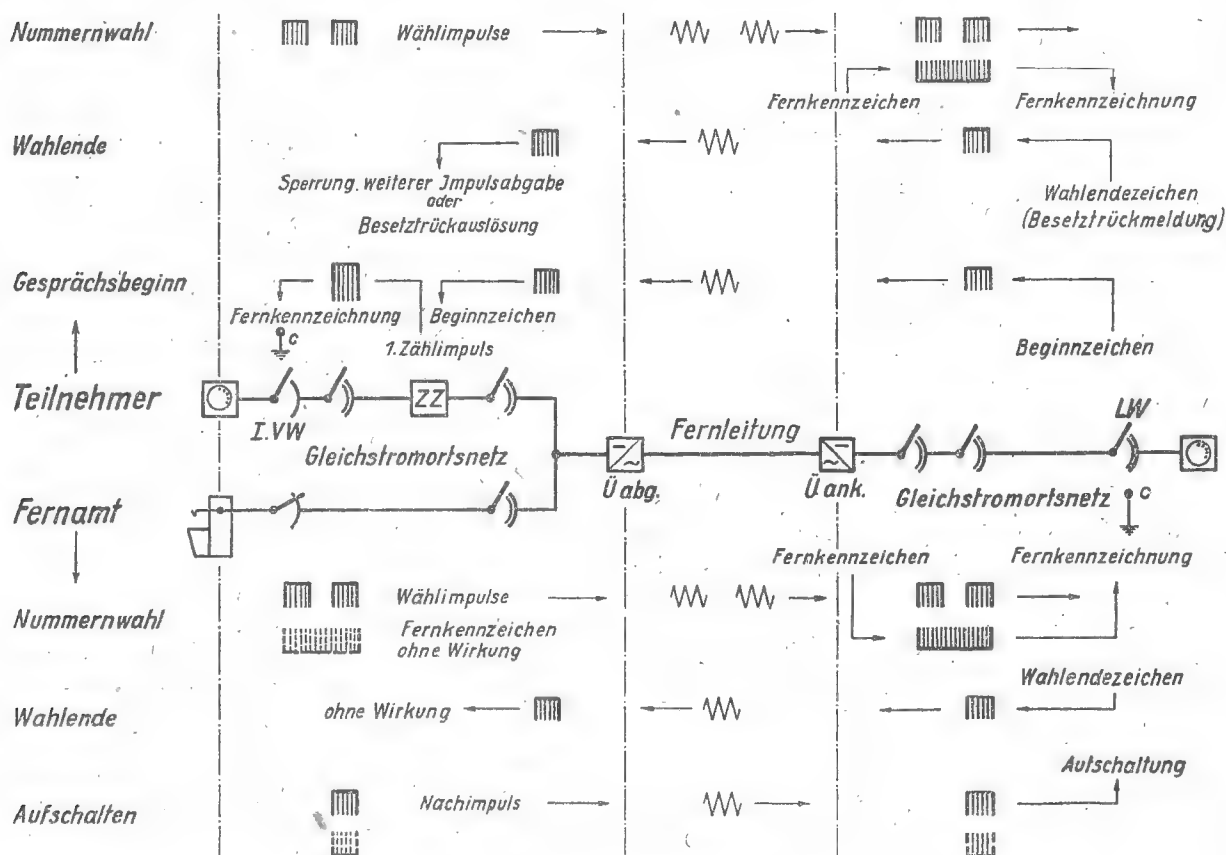 Nummernwahl
Wählimpulse
Fernkennzeichen
Fernkennzeichnung
Wahlende
Sperrung weiterer Impulsabgabe
oder
Besetztrückauslösung
Wahlendezeichen
(Besetztrückmeldung)
Gesprächsbeginn
Fernkennzeichnung
Beginnzeichen
c
1. Zählimpuls
Beginnzeichen
Teilnehmer
ZZ
LW
I. VW
Fernleitung
Gleichstromortsnetz
Ü abg.
Ü ank.
Gleichstromortsnetz
c
Fernamt
Fernkennzeichen
Fernkennzeichnung
Nummernwahl
Wählimpulse
Fernkennzeichen
ohne Wirkung
Wahlendezeichen
Wahlende
ohne Wirkung
Aufschaltung
Aufschalten
Nachimpuls